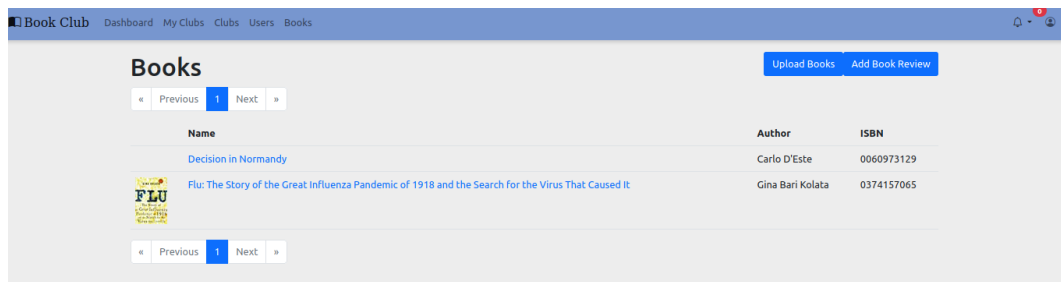 Book Club Dashboard My Clubs Clubs Users Books 0
Books Upload Books Add Book Review
« Previous 1 Next »
Name Author ISBN
Decision in Normandy Carlo D'Este 0060973129
Flu: The Story of the Great Influenza Pandemic of 1918 and the Search for the Virus That Caused It Gina Bari Kolata 0374157065
FLU
« Previous 1 Next »